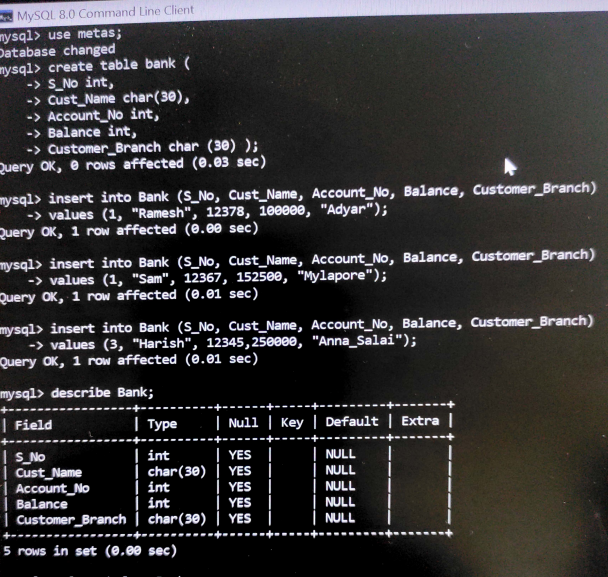 MySQL 8.0 Command Line Client
mysql> use metas;
Database changed
mysql> create table bank (
-> S_No int,
-> Cust_Name char(30),
-> Account_No int,
-> Balance int,
-> Customer_Branch char (30) );
Query OK, 0 rows affected (0.03 sec)
mysql> insert into Bank (S_No, Cust_Name, Account_No, Balance, Customer_Branch)
-> values (1, "Ramesh", 12378, 100000, "Adyar");
Query OK, 1 row affected (0.00 sec)
mysql> insert into Bank (S_No, Cust_Name, Account_No, Balance, Customer_Branch)
-> values (1, "Sam", 12367, 152500, "Mylapore");
Query OK, 1 row affected (0.01 sec)
mysql> insert into Bank (S_No, Cust_Name, Account_No, Balance, Customer_Branch)
-> values (3, "Harish", 12345,250000, "Anna_Salai");
Query OK, 1 row affected (0.01 sec)
mysql> describe Bank;
| Field | Type | Null | Key | Default | Extra |
| S_No | int | YES | | NULL | |
| Cust_Name | char(30) | YES | | NULL | |
| Account_No | int | YES | | NULL | |
| Balance | int | YES | | NULL | |
| Customer_Branch | char(30) | YES | | NULL | |
5 rows in set (0.00 sec)